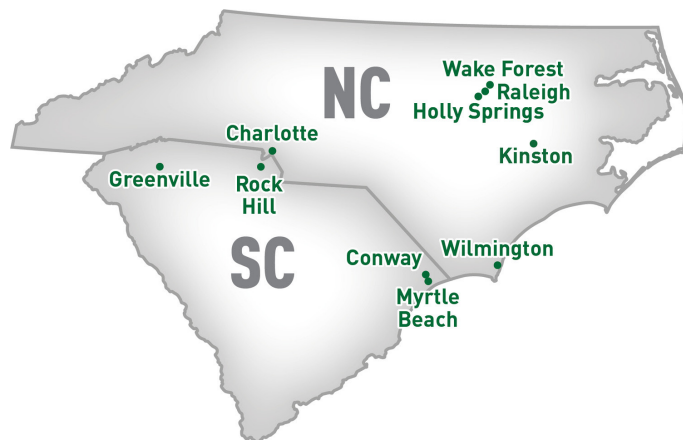 NC
Wake Forest
Raleigh
Holly Springs
Charlotte
Kinston
Greenville
Rock
Hill
SC
Conway
Wilmington
Myrtle
Beach